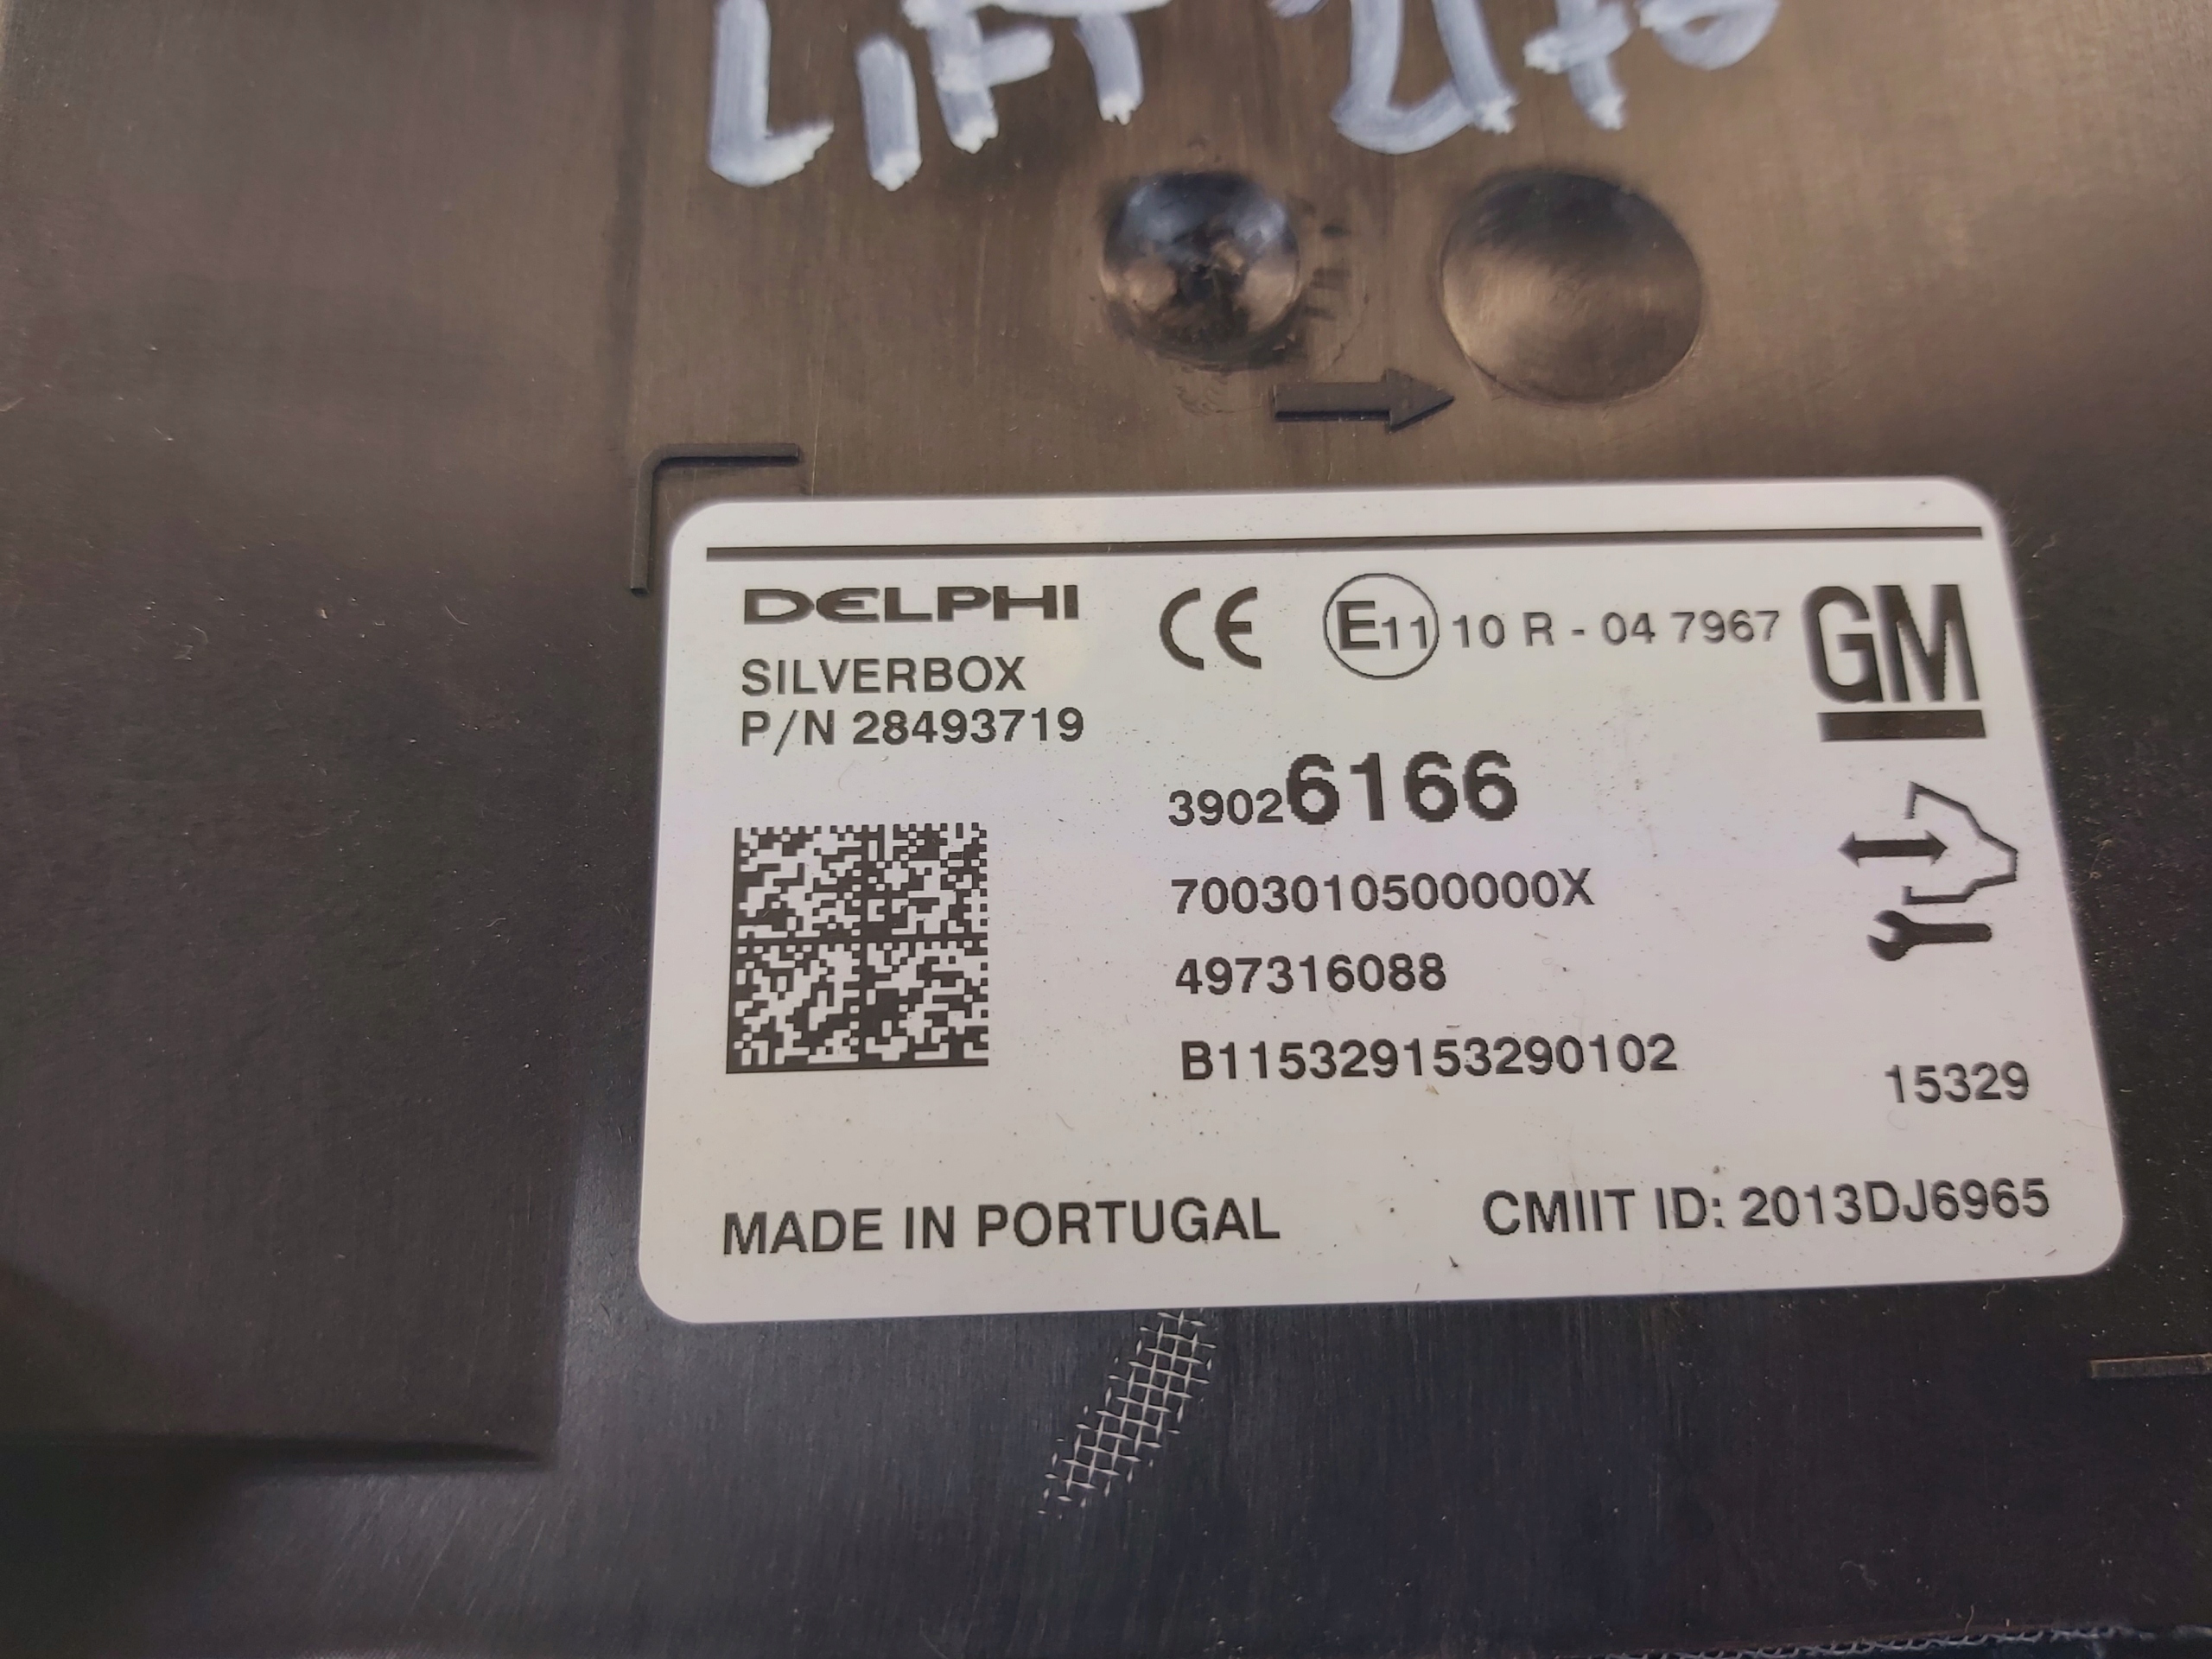 DELPHI
CE E11 10 R - 04 7967 GM
SILVERBOX
P/N 28493719
39026166
7003010500000X
497316088
B115329153290102
15329
MADE IN PORTUGAL
CMIIT ID: 2013DJ6965